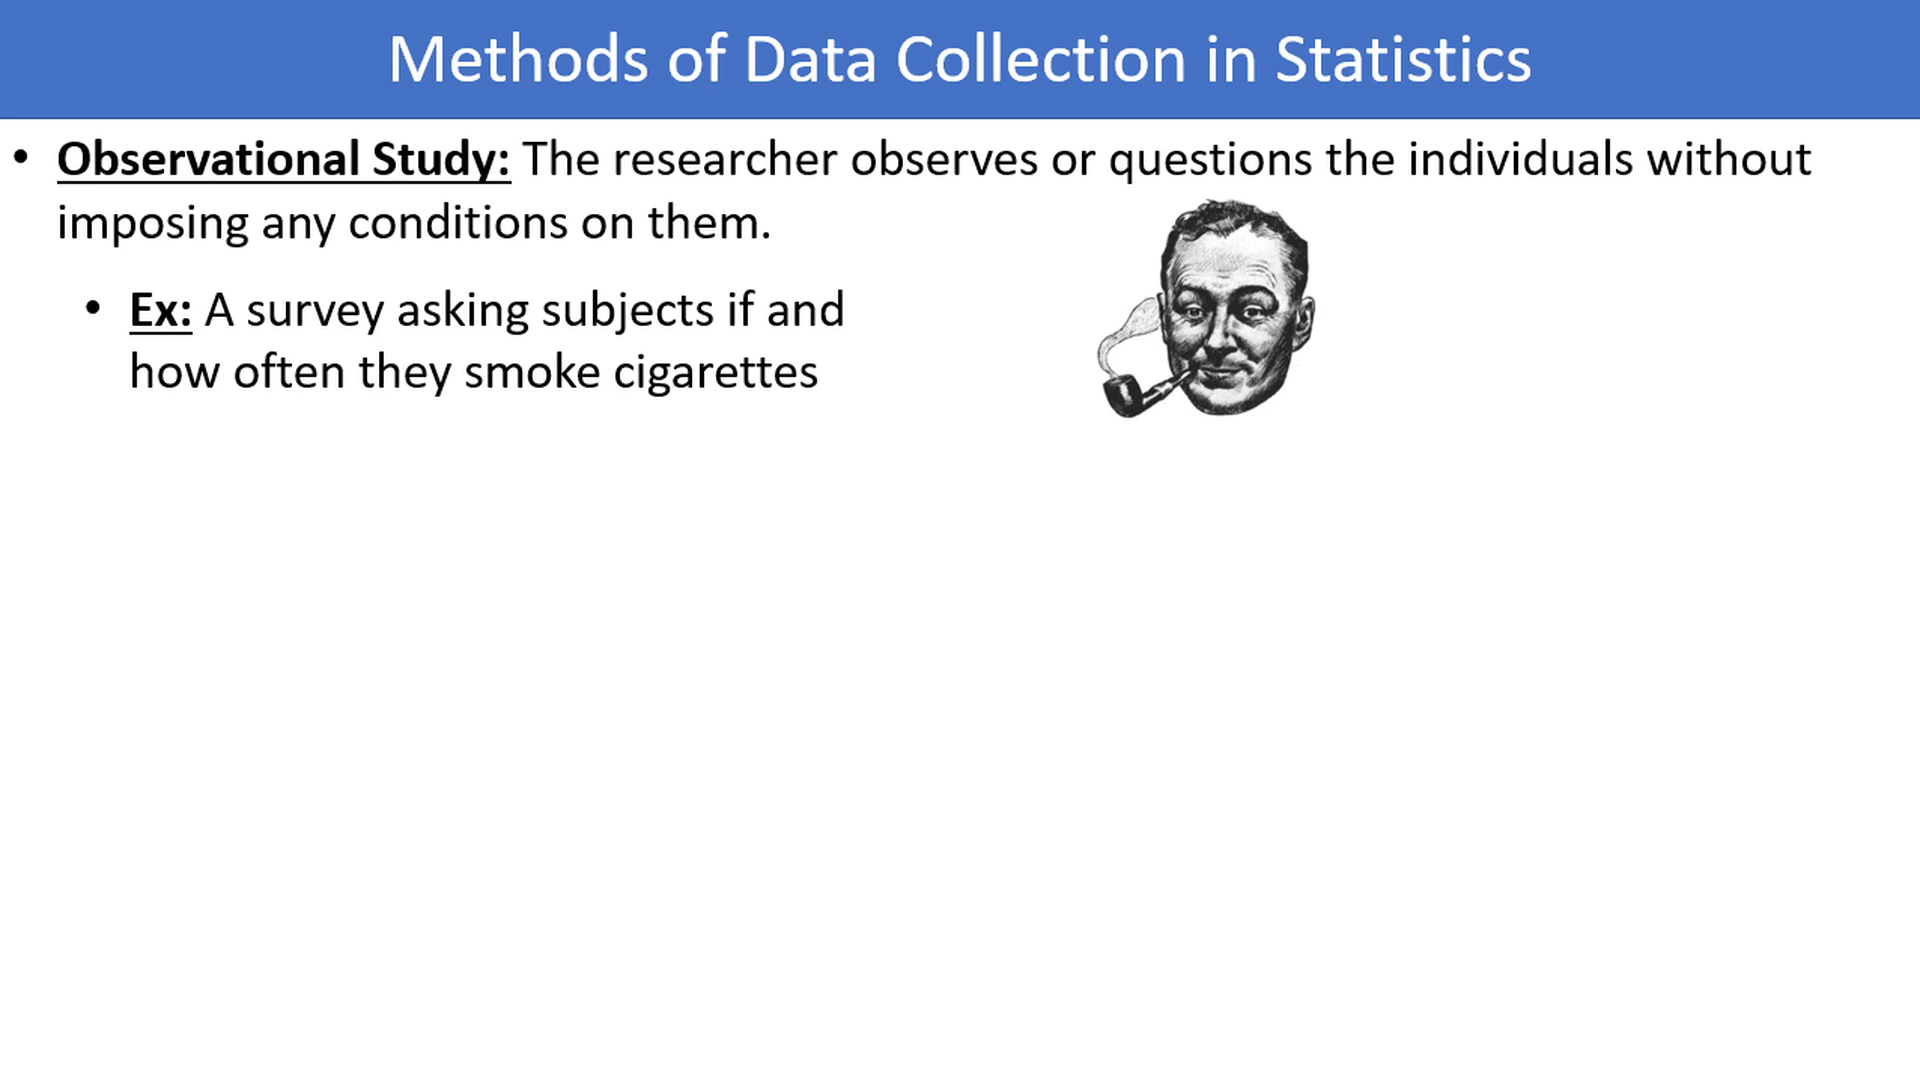 Methods of Data Collection in Statistics
• Observational Study: The researcher observes or questions the individuals without
imposing any conditions on them.
• Ex: A survey asking subjects if and
how often they smoke cigarettes